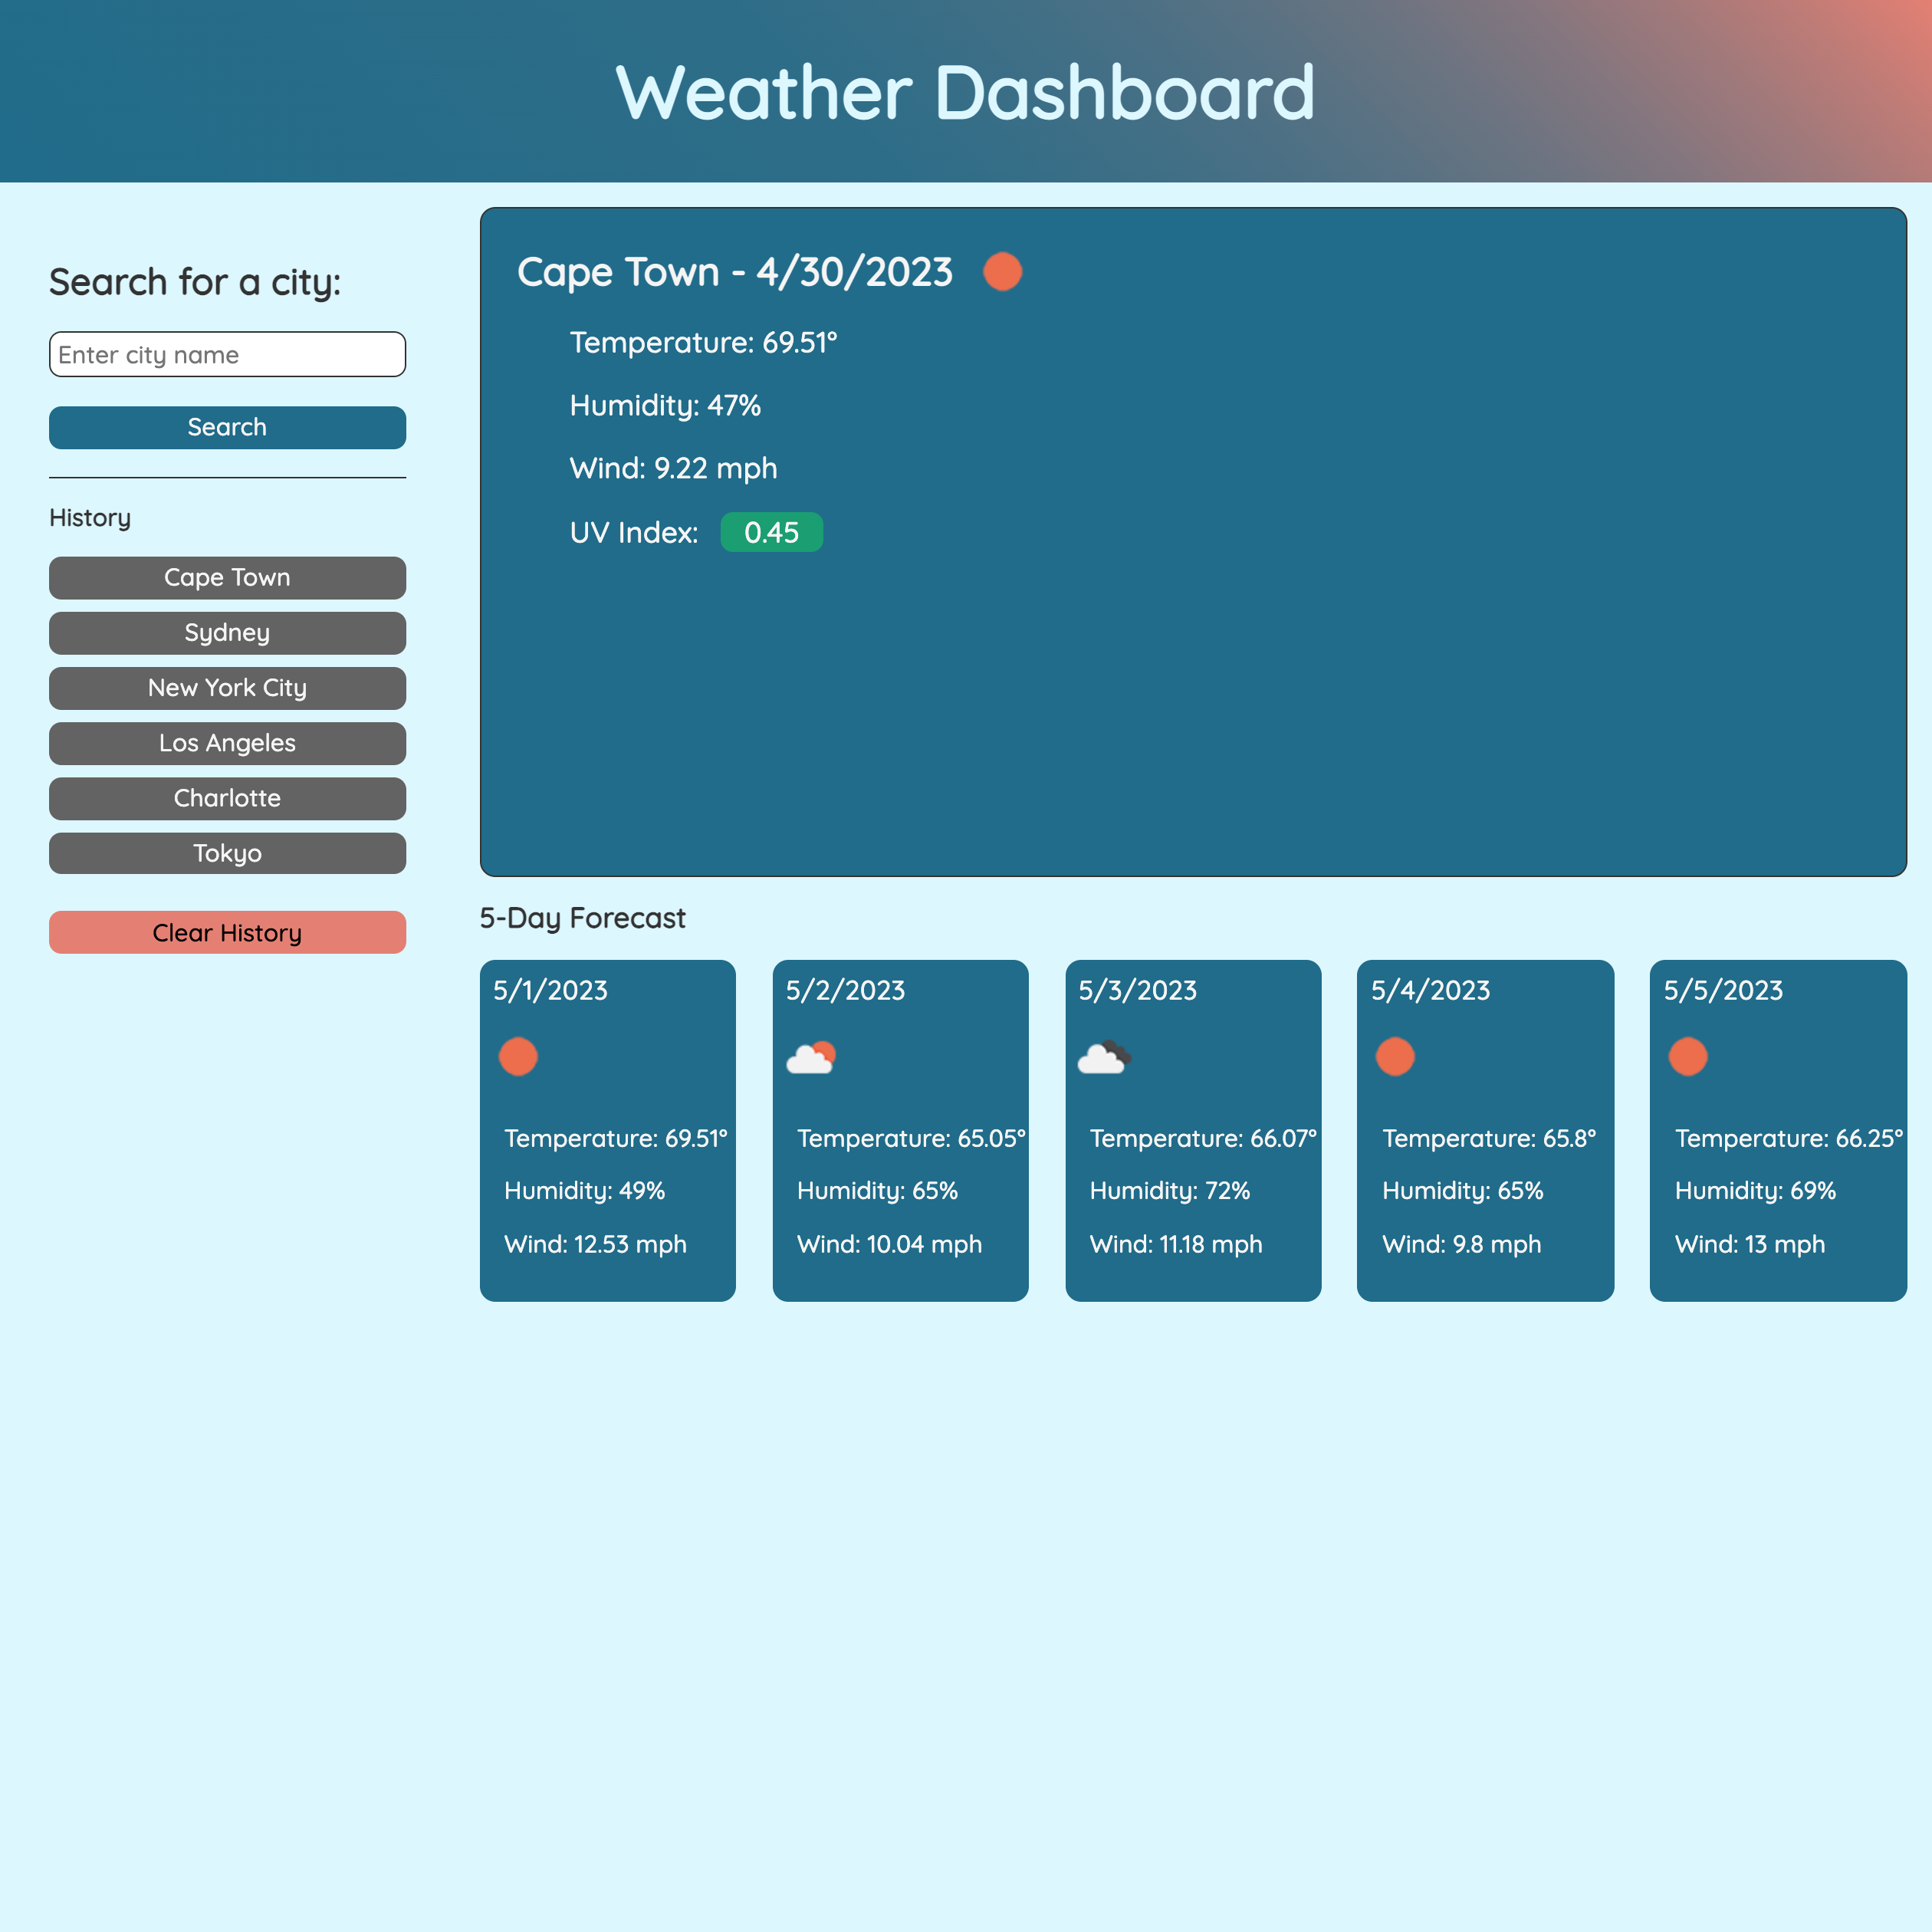 Weather Dashboard
Search for a city:
Enter city name
Search
History
Cape Town
Sydney
New York City
Los Angeles
Charlotte
Tokyo
Clear History
Cape Town - 4/30/2023
Temperature: 69.51°
Humidity: 47%
Wind: 9.22 mph
UV Index: 0.45
5-Day Forecast
5/1/2023
Temperature: 69.51°
Humidity: 49%
Wind: 12.53 mph
5/2/2023
Temperature: 65.05°
Humidity: 65%
Wind: 10.04 mph
5/3/2023
Temperature: 66.07°
Humidity: 72%
Wind: 11.18 mph
5/4/2023
Temperature: 65.8°
Humidity: 65%
Wind: 9.8 mph
5/5/2023
Temperature: 66.25°
Humidity: 69%
Wind: 13 mph